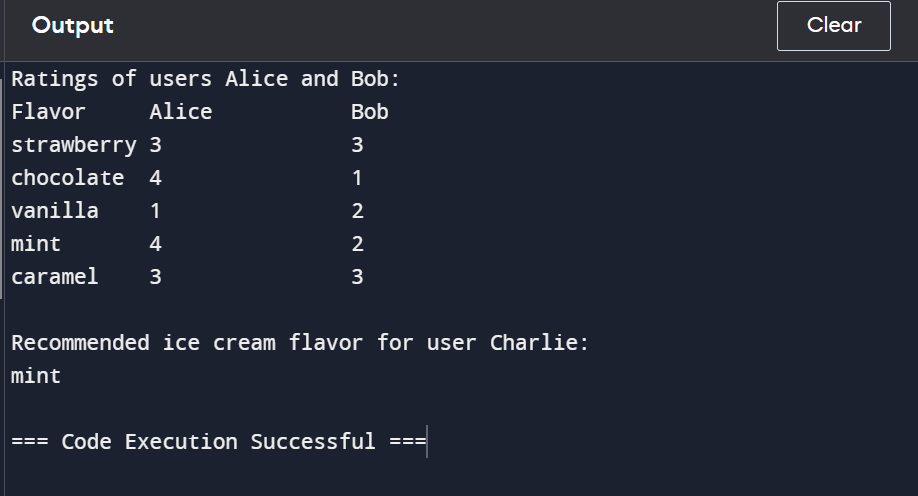 Output Clear
Ratings of users Alice and Bob:
Flavor Alice Bob
strawberry 3 3
chocolate 4 1
vanilla 1 2
mint 4 2
caramel 3 3
Recommended ice cream flavor for user Charlie:
mint
=== Code Execution Successful ===